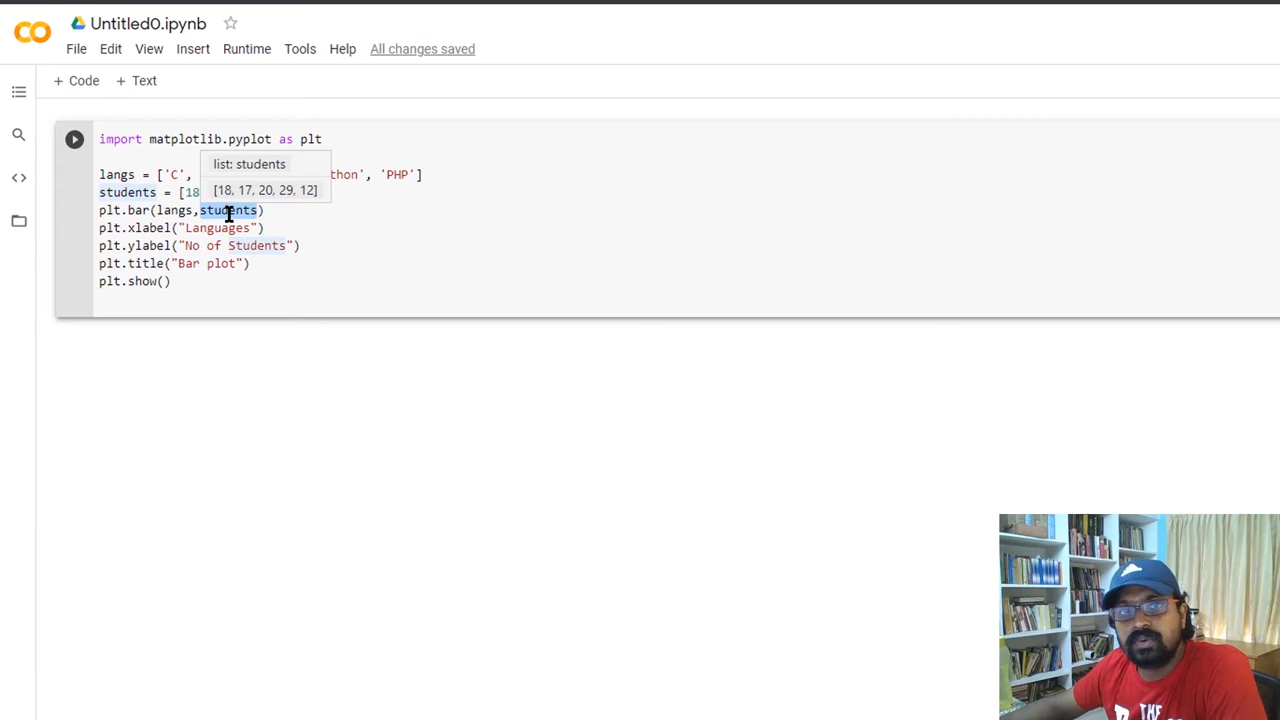 Untitled0.ipynb
File Edit View Insert Runtime Tools Help All changes saved
+ Code + Text
import matplotlib.pyplot as plt
list: students
langs = ['C', 'PHP']
[18, 17, 20, 29, 12]
students = [18
plt.bar(langs,students)
plt.xlabel("Languages")
plt.ylabel("No of Students")
plt.title("Bar plot")
plt.show()
THE